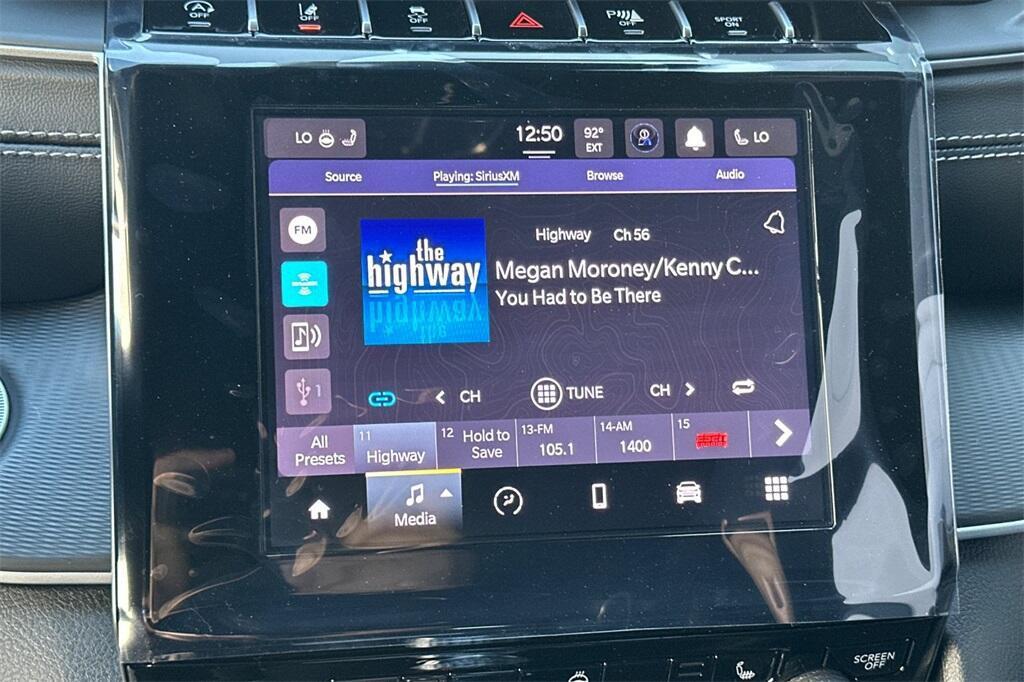 OFF
OFF
OFF
P OFF
SPORT
ON
LO
12:50
92°
EXT
LO
Source
Playing: SiriusXM
Browse
Audio
FM
Highway
Ch 56
the
highway
Megan Moroney/Kenny C...
You Had to Be There
1
CH
TUNE
CH
All
Presets
11
Highway
12
Hold to
Save
13-FM
105.1
14-AM
1400
15
Media
SCREEN
OFF